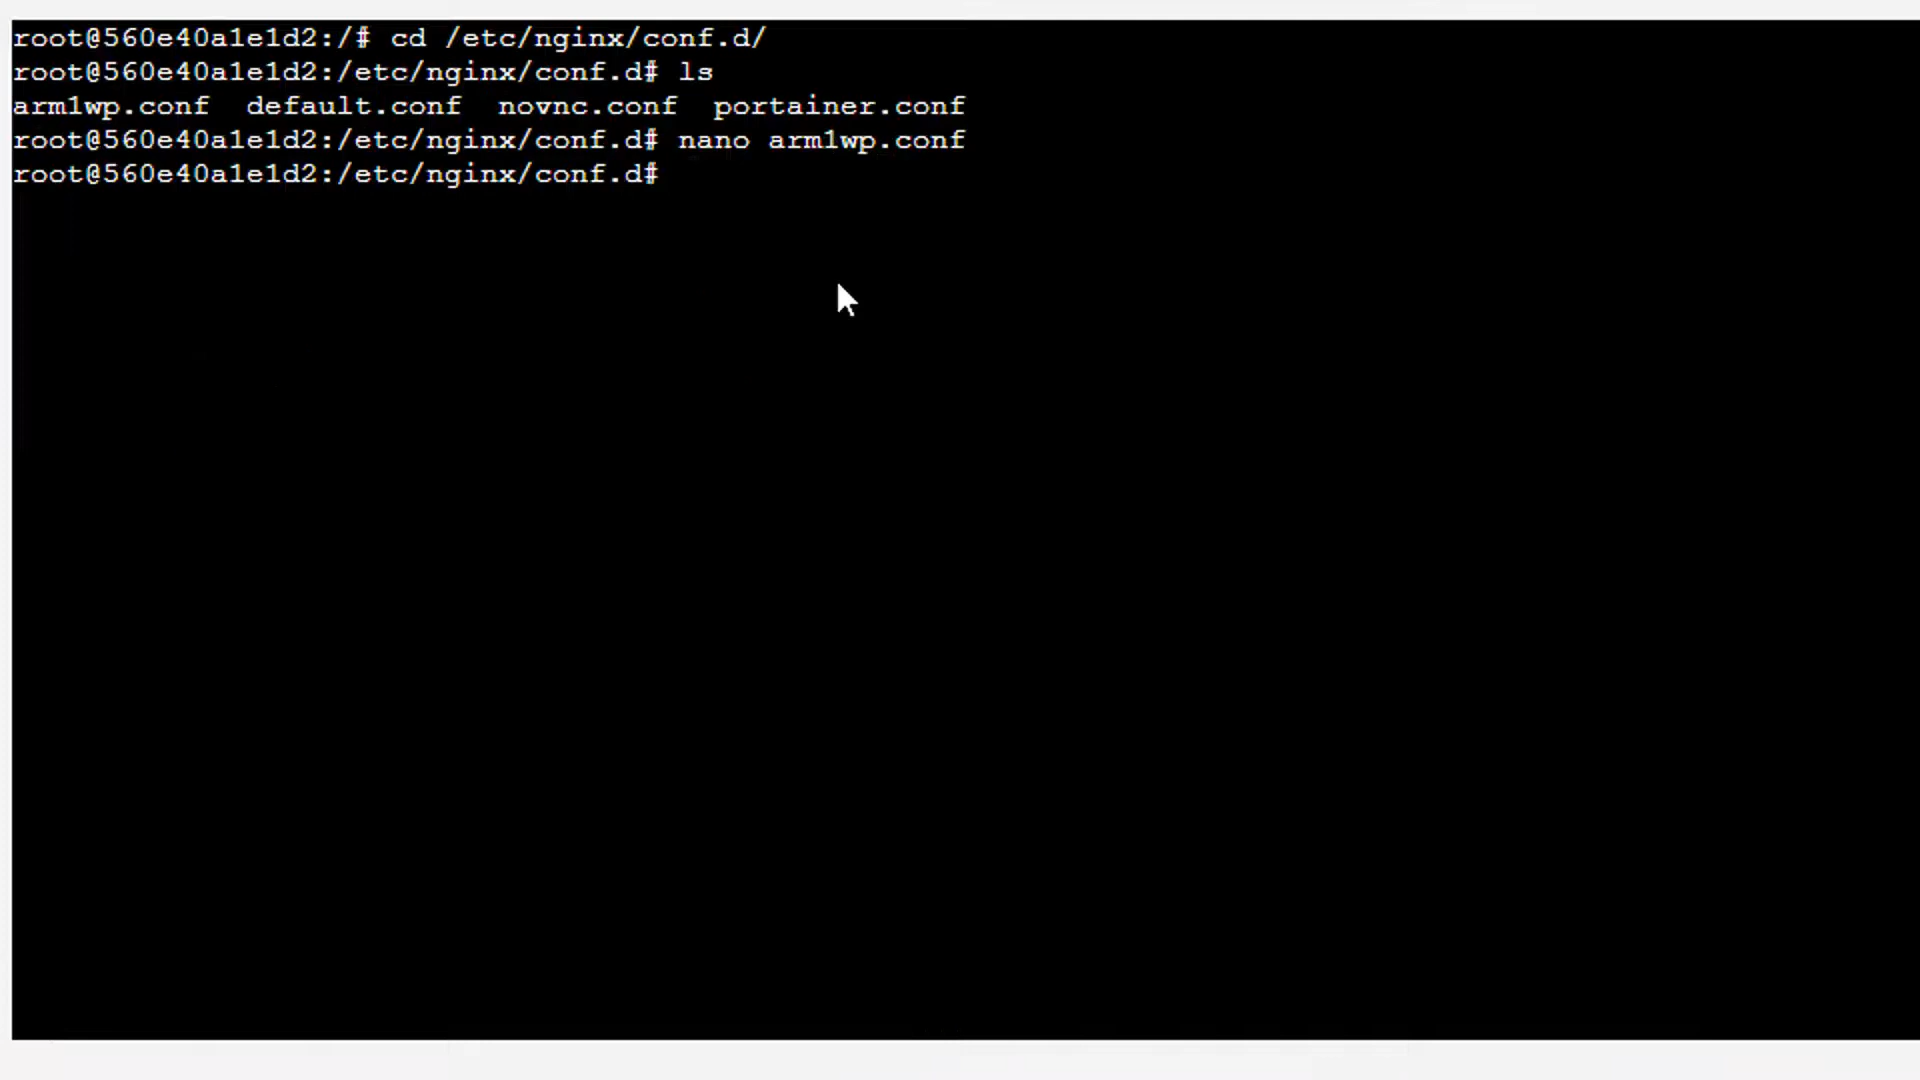 root@560e40a1e1d2:/# cd /etc/nginx/conf.d/
root@560e40a1e1d2:/etc/nginx/conf.d# ls
arm1wp.conf  default.conf  novnc.conf  portainer.conf
root@560e40a1e1d2:/etc/nginx/conf.d# nano arm1wp.conf
root@560e40a1e1d2:/etc/nginx/conf.d#